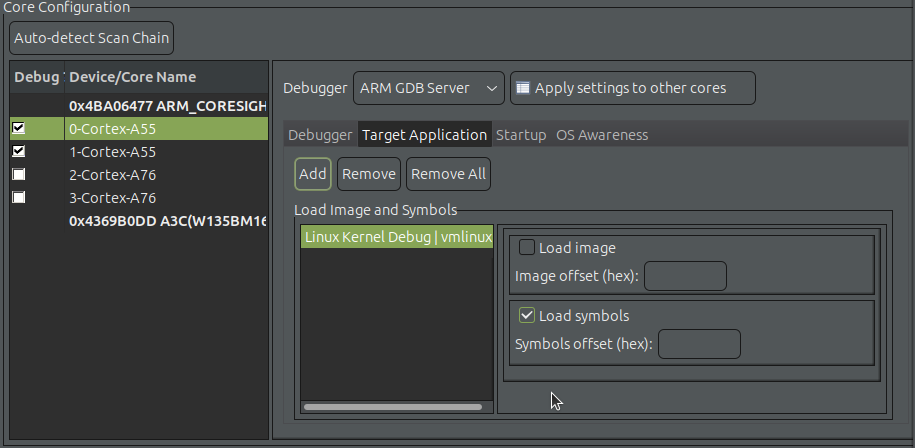 Core Configuration
Auto-detect Scan Chain
Debug Device/Core Name
0x4BA06477 ARM_CORESIGH
0-Cortex-A55
1-Cortex-A55
2-Cortex-A76
3-Cortex-A76
0x4369B0DD A3C(W135BM16
Debugger ARM GDB Server Apply settings to other cores
Debugger Target Application Startup OS Awareness
Add Remove Remove All
Load Image and Symbols
Linux Kernel Debug | vmlinux
Load image
Image offset (hex):
Load symbols
Symbols offset (hex):